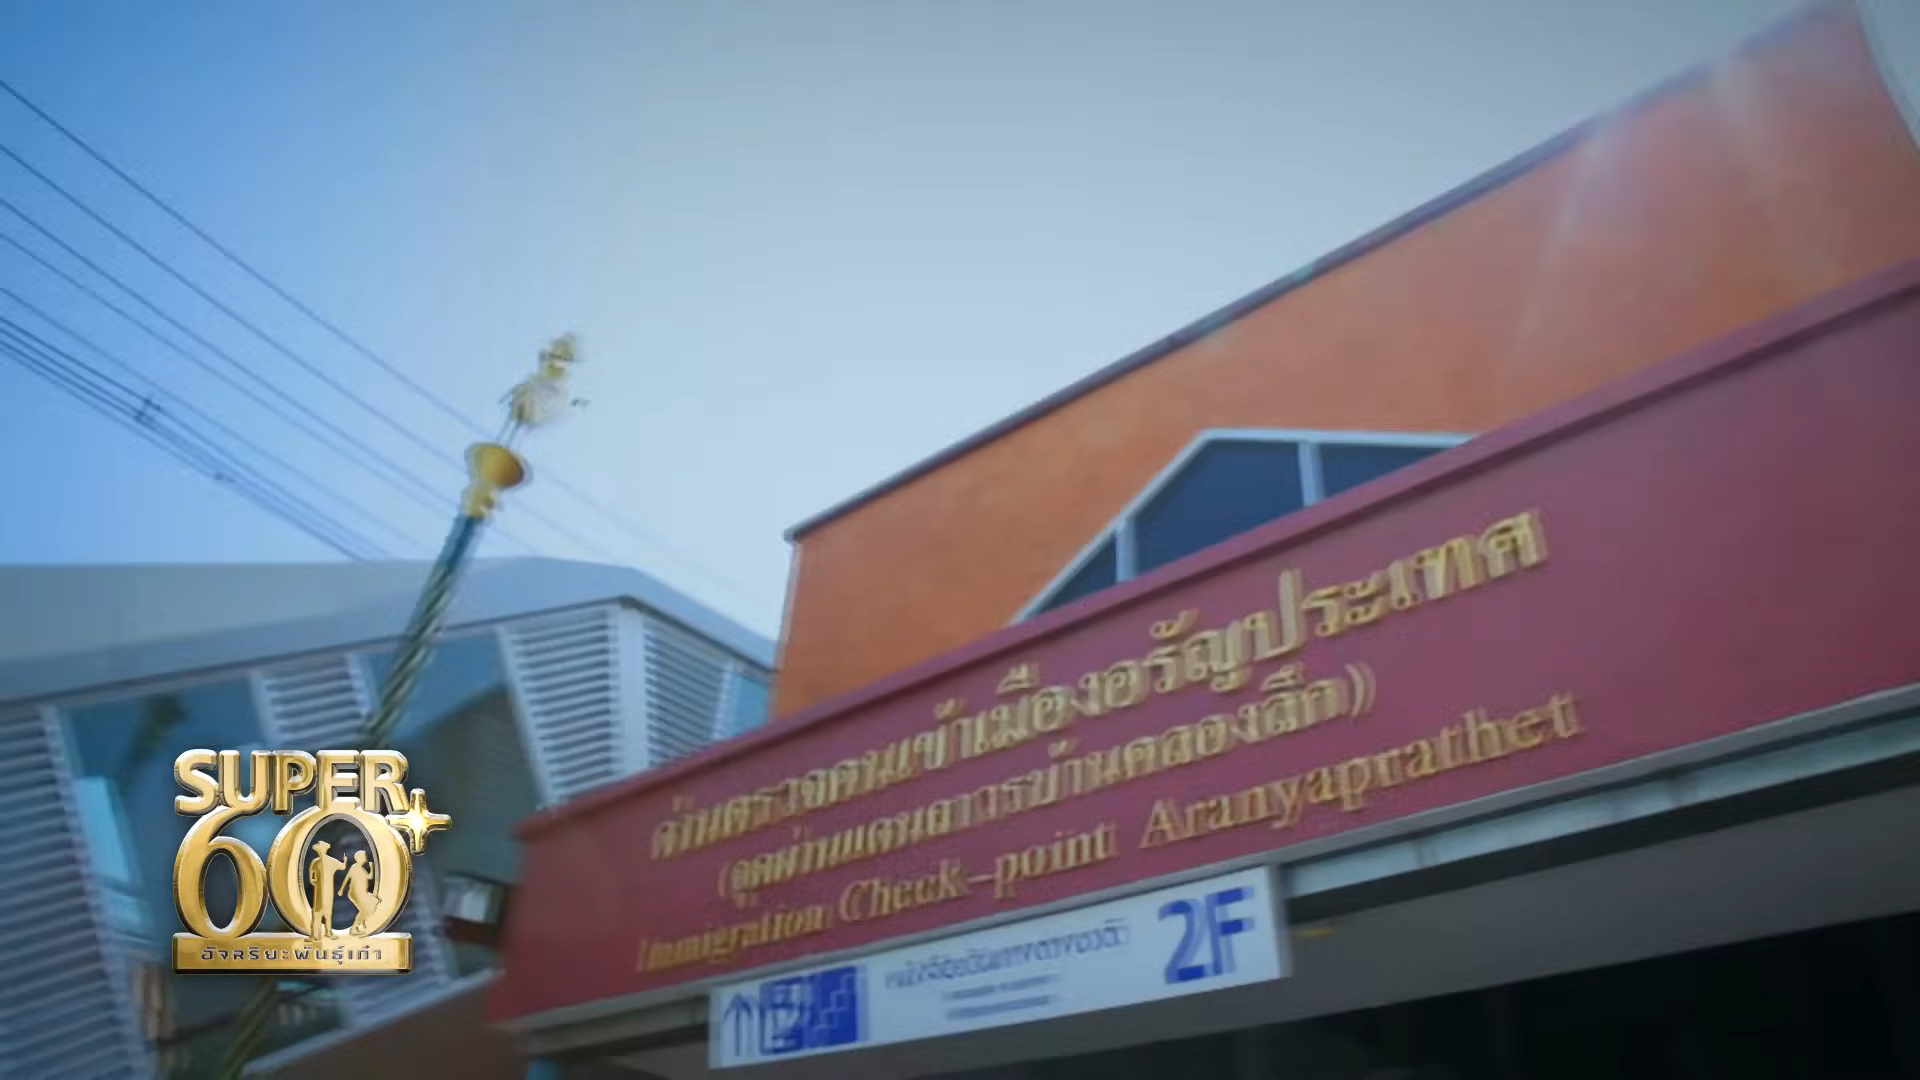 ด่านตรวจคนเข้าเมืองอรัญประเทศ
(จุดผ่านแดนถาวรบ้านคลองลึก)
Immigration Check-point Aranyaprathet
2F
SUPER
60+
อัจฉริยะพันธุ์เก๋า